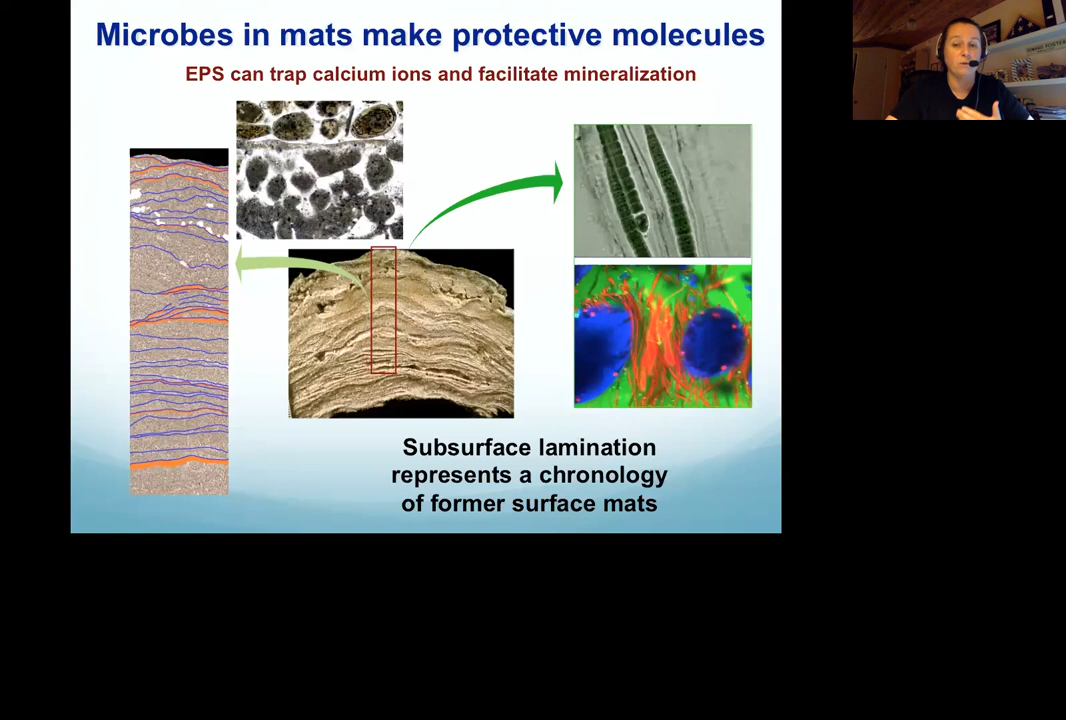 Microbes in mats make protective molecules
EPS can trap calcium ions and facilitate mineralization
Subsurface lamination
represents a chronology
of former surface mats